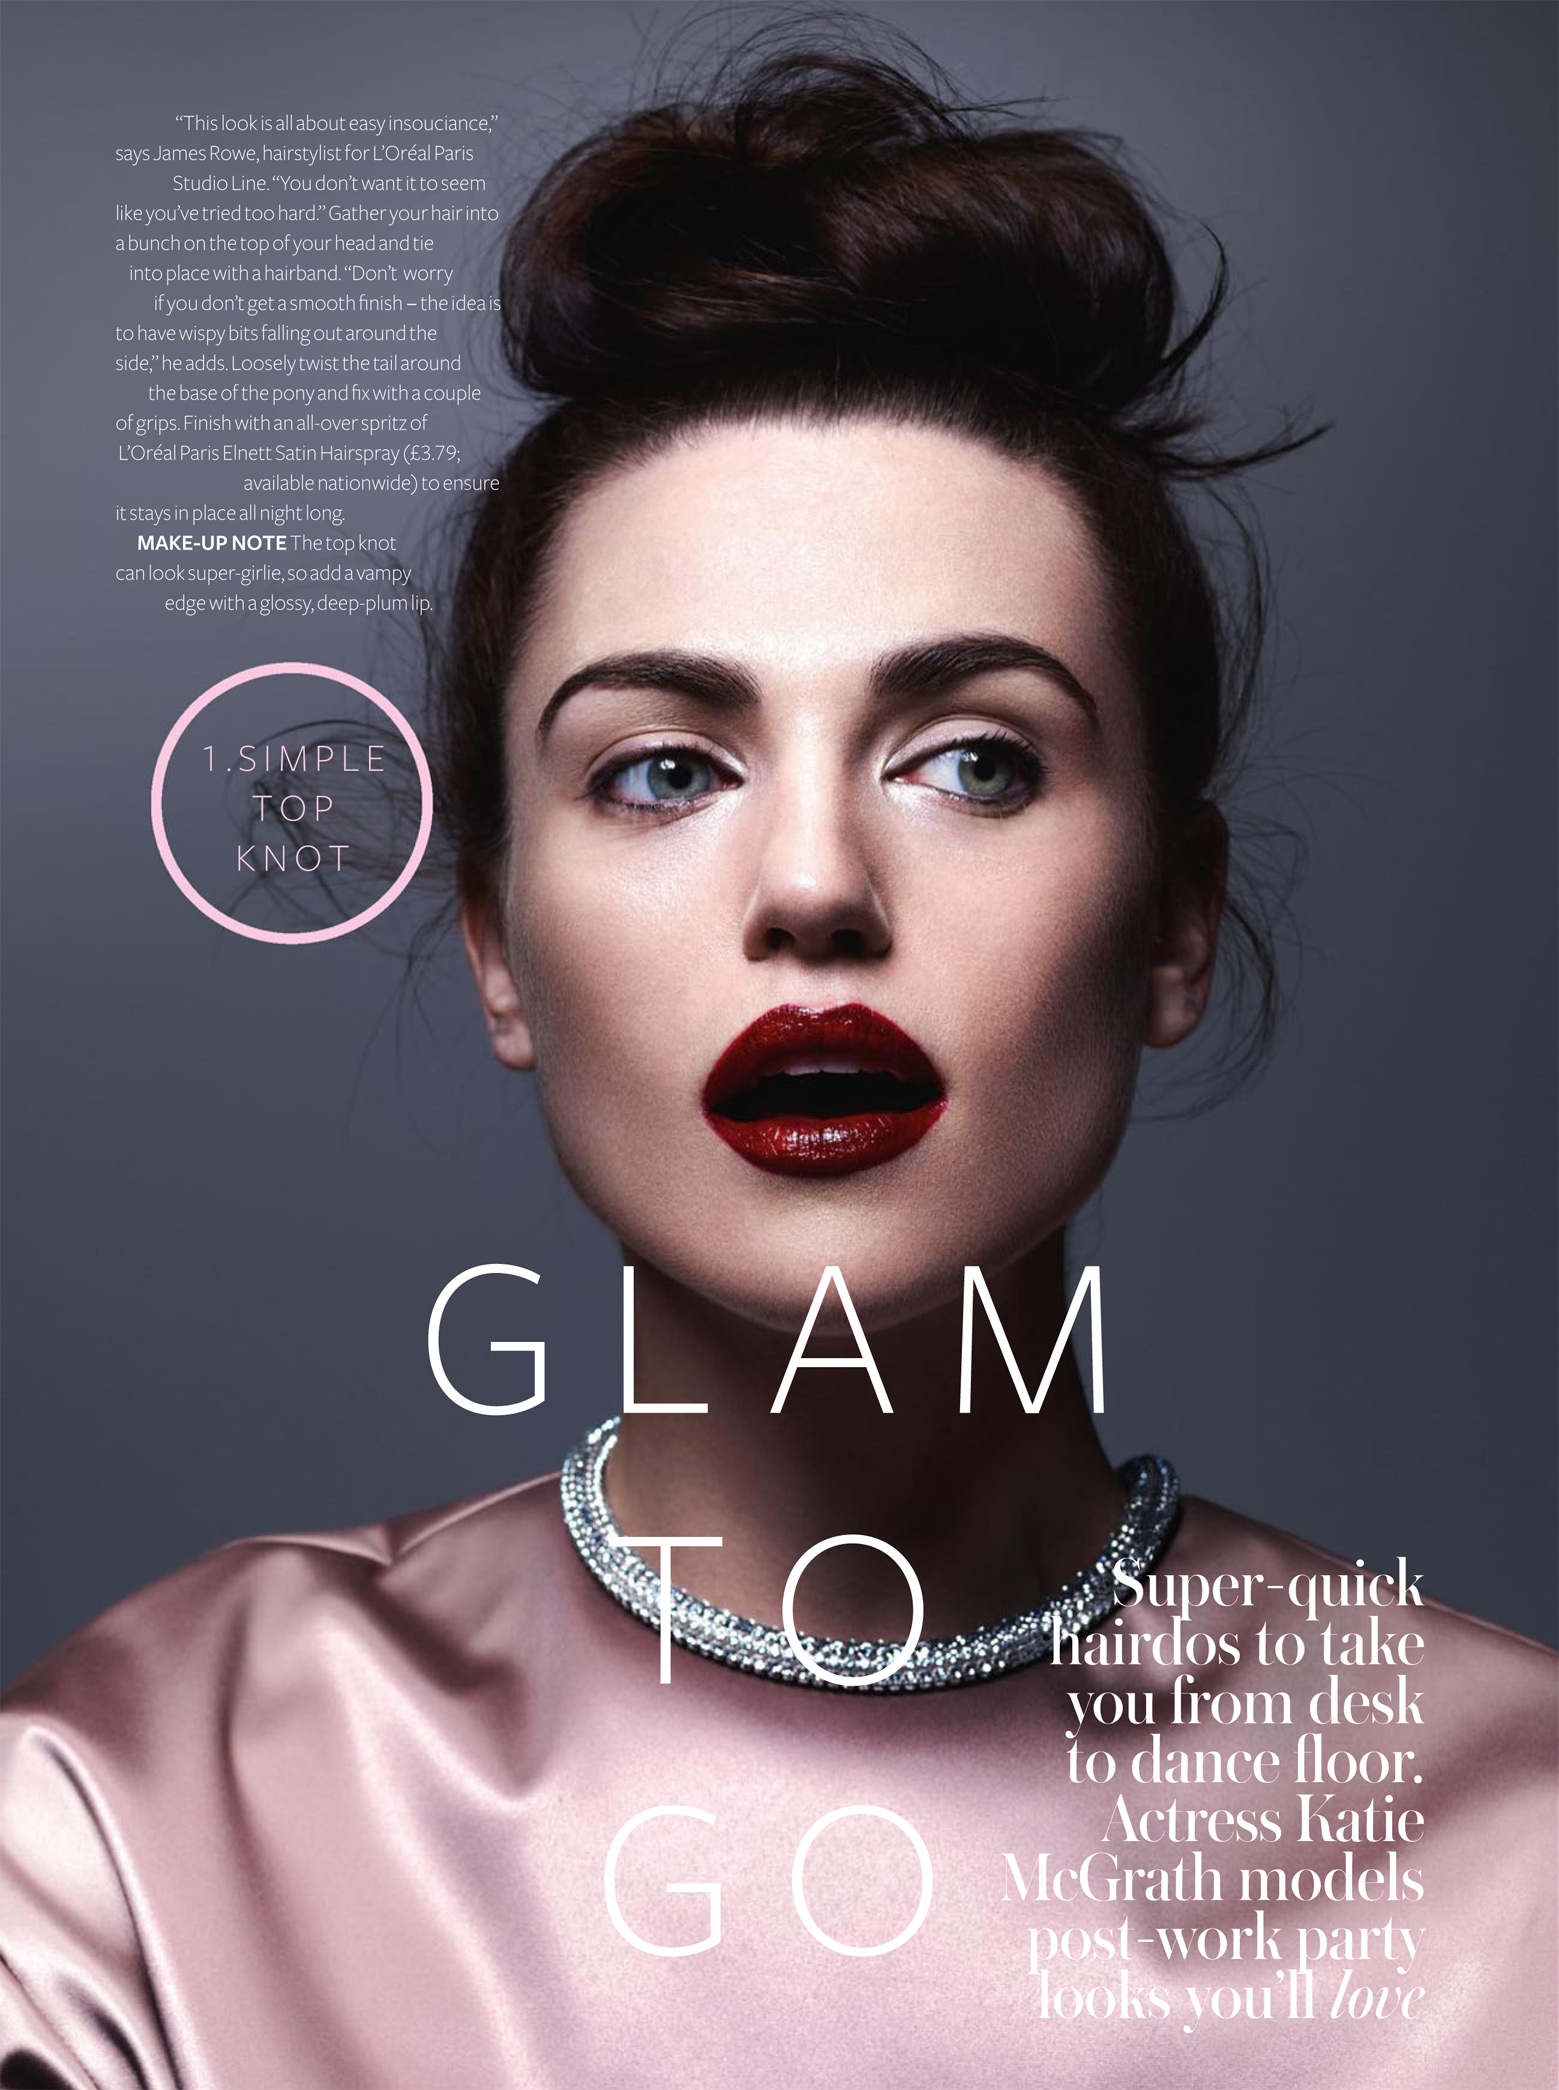 “This look is all about easy insouciance,”
says James Rowe, hairstylist for L’Oréal Paris
Studio Line. “You don’t want it to seem
like you’ve tried too hard.” Gather your hair into
a bunch on the top of your head and tie
into place with a hairband. “Don’t worry
if you don’t get a smooth finish – the idea is
to have wispy bits falling out around the
side,” he adds. Loosely twist the tail around
the base of the pony and fix with a couple
of grips. Finish with an all-over spritz of
L’Oréal Paris Elnett Satin Hairspray (£3.79;
available nationwide) to ensure
it stays in place all night long.
MAKE-UP NOTE The top knot
can look super-girlie, so add a vampy
edge with a glossy, deep-plum lip.
1.SIMPLE
TOP
KNOT
GLAM
TO
GO
Super-quick
hairdos to take
you from desk
to dance floor.
Actress Katie
McGrath models
post-work party
looks you’ll love